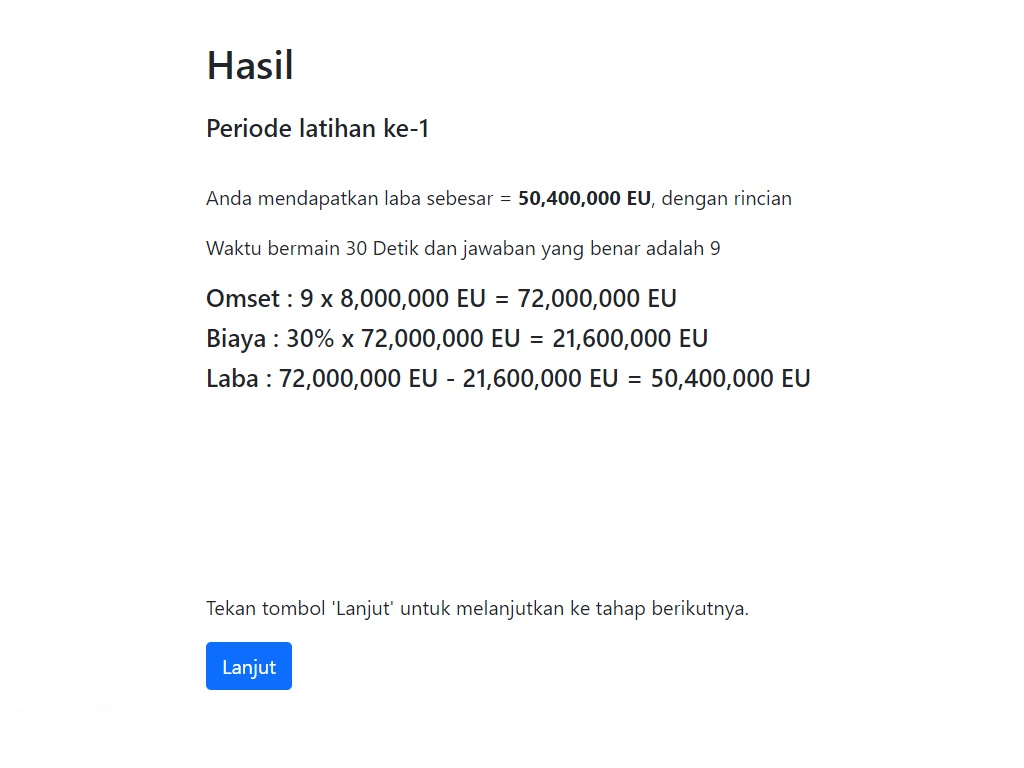 Hasil
Periode latihan ke-1
Anda mendapatkan laba sebesar = 50,400,000 EU, dengan rincian
Waktu bermain 30 Detik dan jawaban yang benar adalah 9
Omset : 9 x 8,000,000 EU = 72,000,000 EU
Biaya : 30% x 72,000,000 EU = 21,600,000 EU
Laba : 72,000,000 EU - 21,600,000 EU = 50,400,000 EU
Tekan tombol 'Lanjut' untuk melanjutkan ke tahap berikutnya.
Lanjut